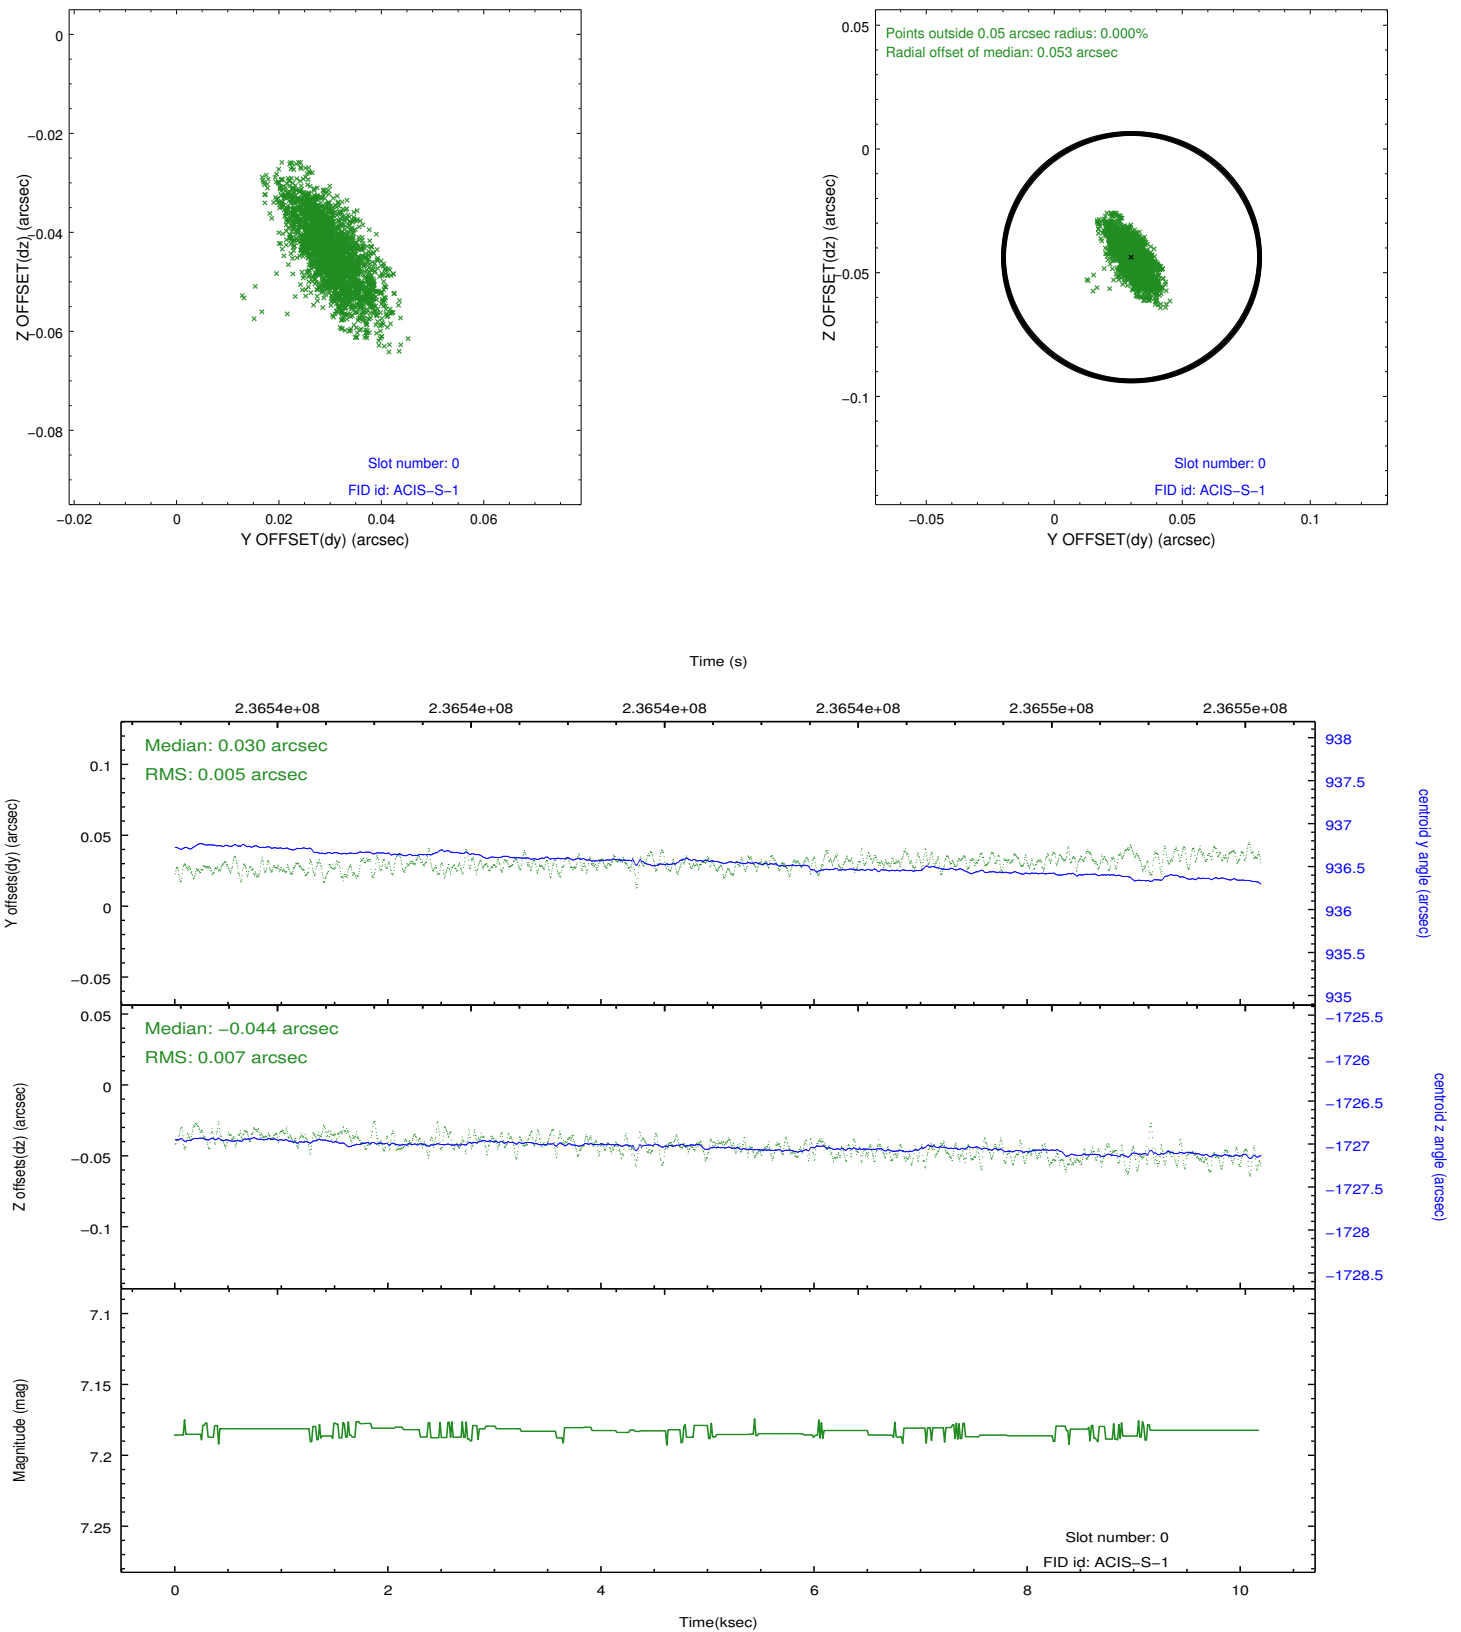 0
−0.02
−0.04
−0.06
−0.08
Z OFFSET(dz) (arcsec)
Slot number: 0
FID id: ACIS−S−1
−0.02
0
0.02
0.04
0.06
Y OFFSET(dy) (arcsec)
Points outside 0.05 arcsec radius: 0.000%
Radial offset of median: 0.053 arcsec
0.05
0
−0.05
−0.1
Z OFFSET(dz) (arcsec)
Slot number: 0
FID id: ACIS−S−1
−0.05
0
0.05
0.1
Y OFFSET(dy) (arcsec)
Time (s)
2.3654e+08
2.3654e+08
2.3654e+08
2.3654e+08
2.3655e+08
2.3655e+08
Median: 0.030 arcsec
RMS: 0.005 arcsec
0.1
0.05
0
−0.05
Y offsets(dy) (arcsec)
938
937.5
937
936.5
936
935.5
935
centroid y angle (arcsec)
Median: −0.044 arcsec
RMS: 0.007 arcsec
0.05
0
−0.05
−0.1
Z offsets(dz) (arcsec)
−1725.5
−1726
−1726.5
−1727
−1727.5
−1728
−1728.5
centroid z angle (arcsec)
7.1
7.15
7.2
7.25
Magnitude (mag)
Slot number: 0
FID id: ACIS−S−1
0
2
4
6
8
10
Time(ksec)